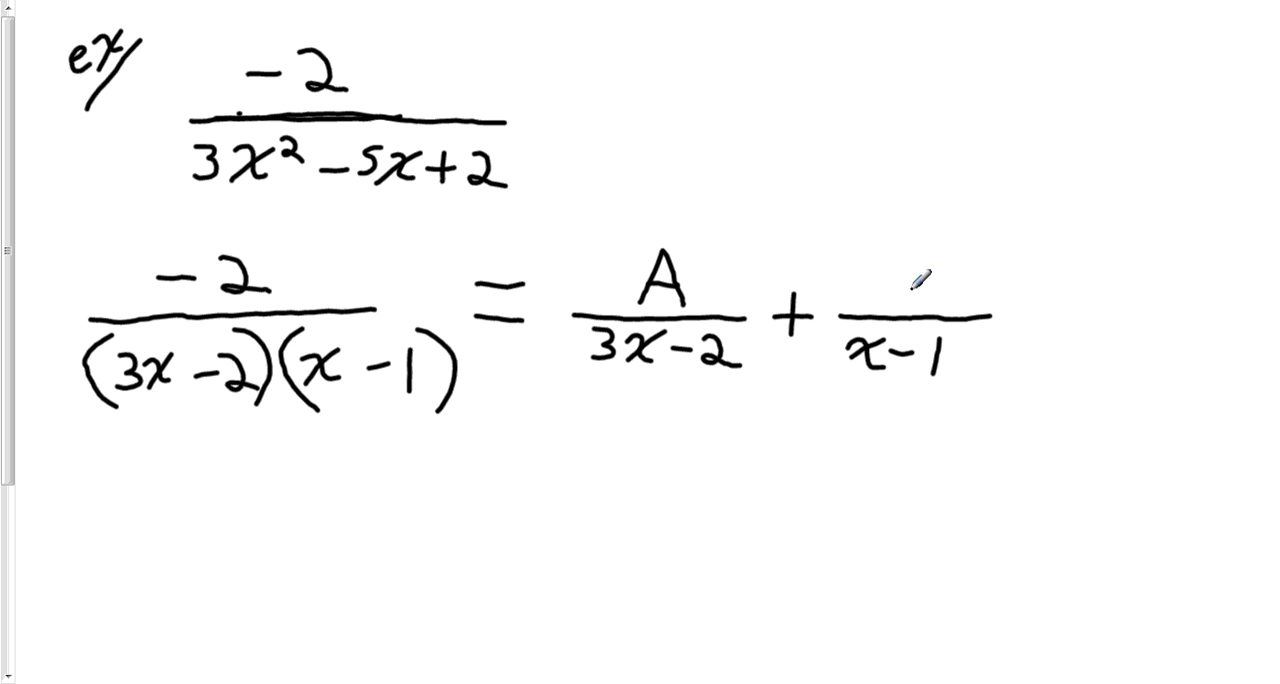 ex/
-2
3x² - 5x + 2
-2 = A +
(3x - 2)(x - 1) 3x - 2 x - 1